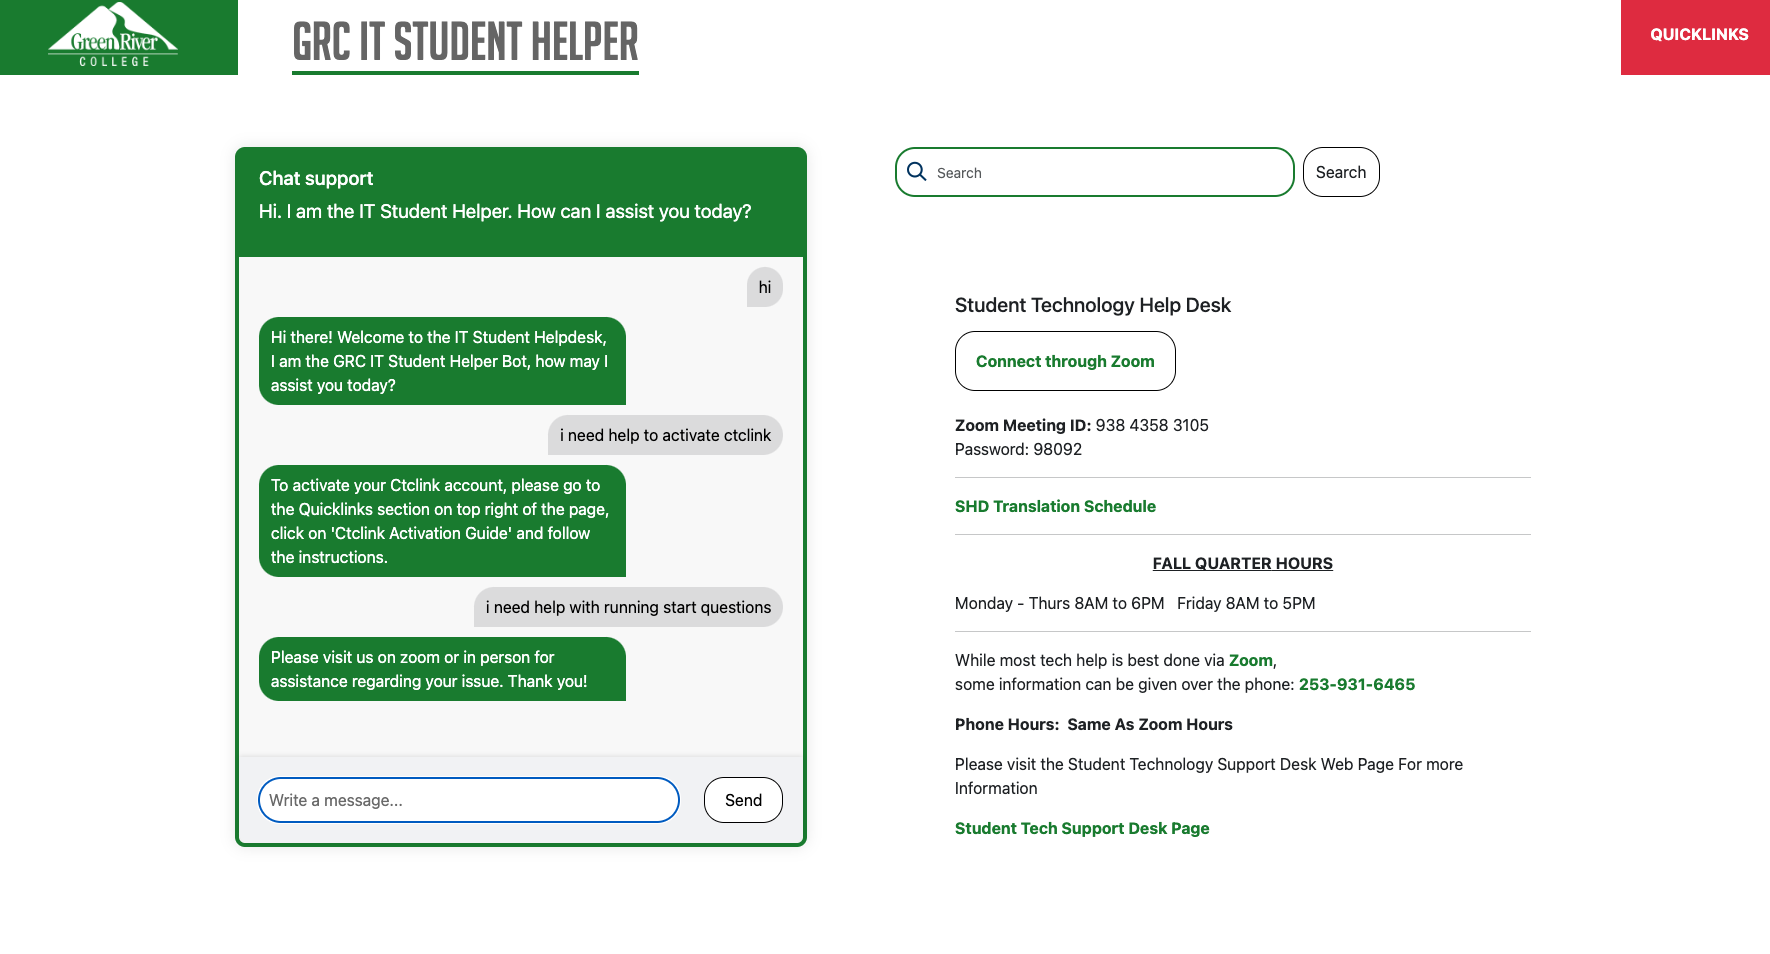 Green River
COLLEGE
GRC IT STUDENT HELPER
QUICKLINKS
Chat support
Hi. I am the IT Student Helper. How can I assist you today?
hi
Hi there! Welcome to the IT Student Helpdesk,
I am the GRC IT Student Helper Bot, how may I
assist you today?
i need help to activate ctclink
To activate your Ctclink account, please go to
the Quicklinks section on top right of the page,
click on 'Ctclink Activation Guide' and follow
the instructions.
i need help with running start questions
Please visit us on zoom or in person for
assistance regarding your issue. Thank you!
Write a message...
Send
Search
Search
Student Technology Help Desk
Connect through Zoom
Zoom Meeting ID: 938 4358 3105
Password: 98092
SHD Translation Schedule
FALL QUARTER HOURS
Monday - Thurs 8AM to 6PM   Friday 8AM to 5PM
While most tech help is best done via Zoom,
some information can be given over the phone: 253-931-6465
Phone Hours:  Same As Zoom Hours
Please visit the Student Technology Support Desk Web Page For more
Information
Student Tech Support Desk Page